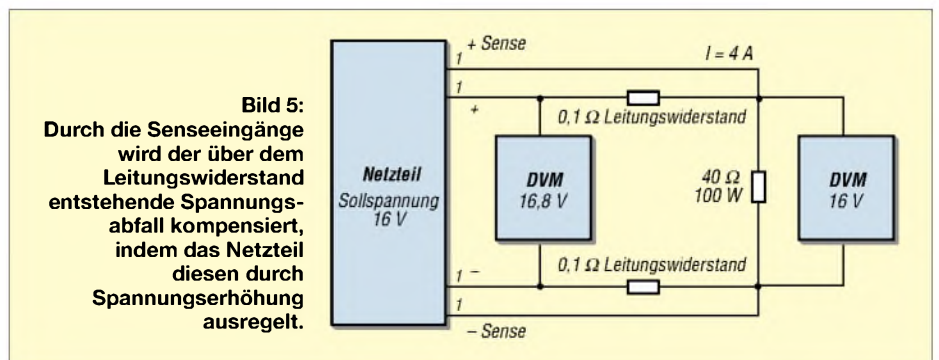 Bild 5:
Durch die Senseeingänge
wird der über dem
Leitungswiderstand
entstehende Spannungs-
abfall kompensiert,
indem das Netzteil
diesen durch
Spannungserhöhung
ausregelt.
+ Sense
I = 4 A
1
1
+
0,1 Ω Leitungswiderstand
Netzteil
Sollspannung
16 V
DVM
16,8 V
40 Ω
100 W
DVM
16 V
0,1 Ω Leitungswiderstand
1 –
1
– Sense